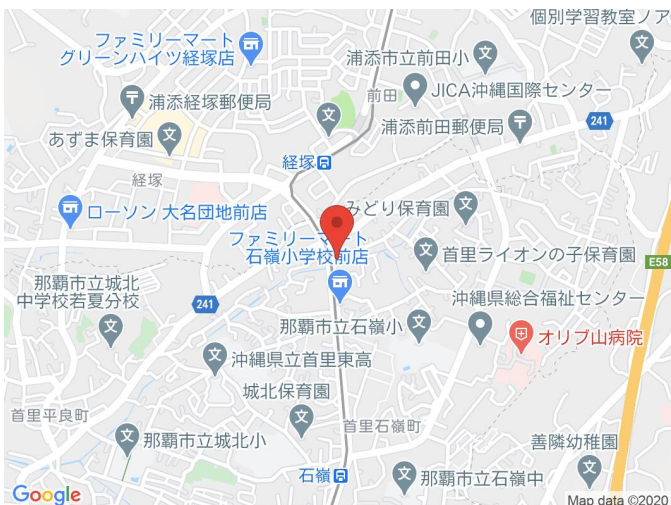 個別学習教室ノア
ファミリーマート
グリーンハイツ経塚店
浦添市立前田小
前田
JICA沖縄国際センター
浦添経塚郵便局
浦添前田郵便局
241
あずま保育園
経塚
経塚
みどり保育園
ローソン 大名団地前店
ファミリーマート
石嶺小学校前店
首里ライオンの子保育園
E58
那覇市立城北
中学校若夏分校
241
沖縄県総合福祉センター
那覇市立石嶺小
オリブ山病院
沖縄県立首里東高
城北保育園
首里平良町
首里石嶺町
那覇市立城北小
善隣幼稚園
石嶺
那覇市立石嶺中
Google
Map data ©2020